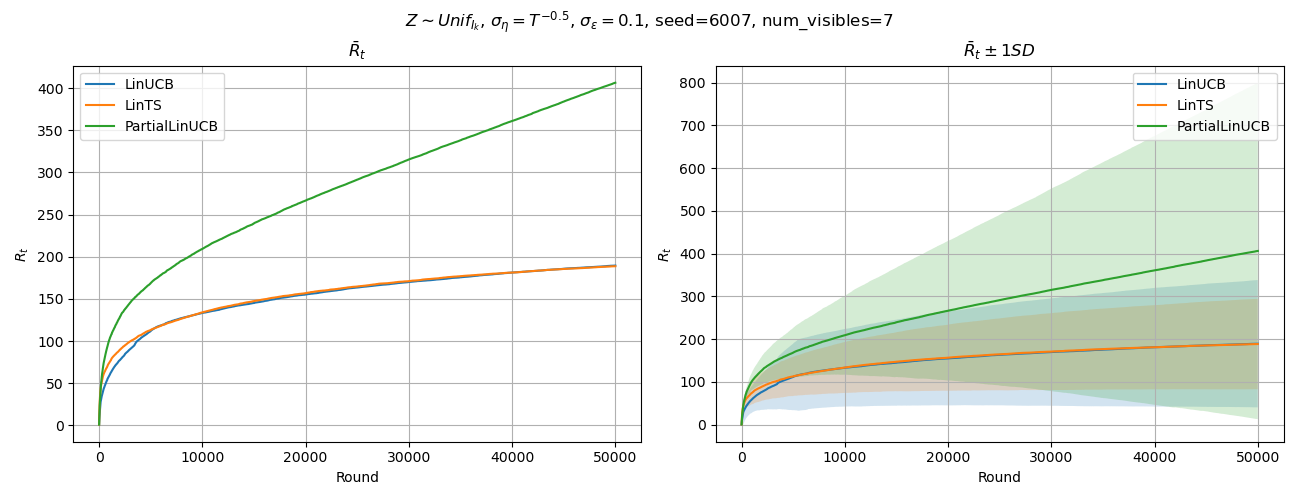 Z ∼ Unif_{I_k}, σ_η = T^{−0.5}, σ_ε = 0.1, seed=6007, num_visibles=7
R̄_t
R̄_t ± 1SD
LinUCB
LinTS
PartialLinUCB
400
350
300
250
200
150
100
50
0
R_t
0
10000
20000
30000
40000
50000
Round
LinUCB
LinTS
PartialLinUCB
800
700
600
500
400
300
200
100
0
R_t
0
10000
20000
30000
40000
50000
Round